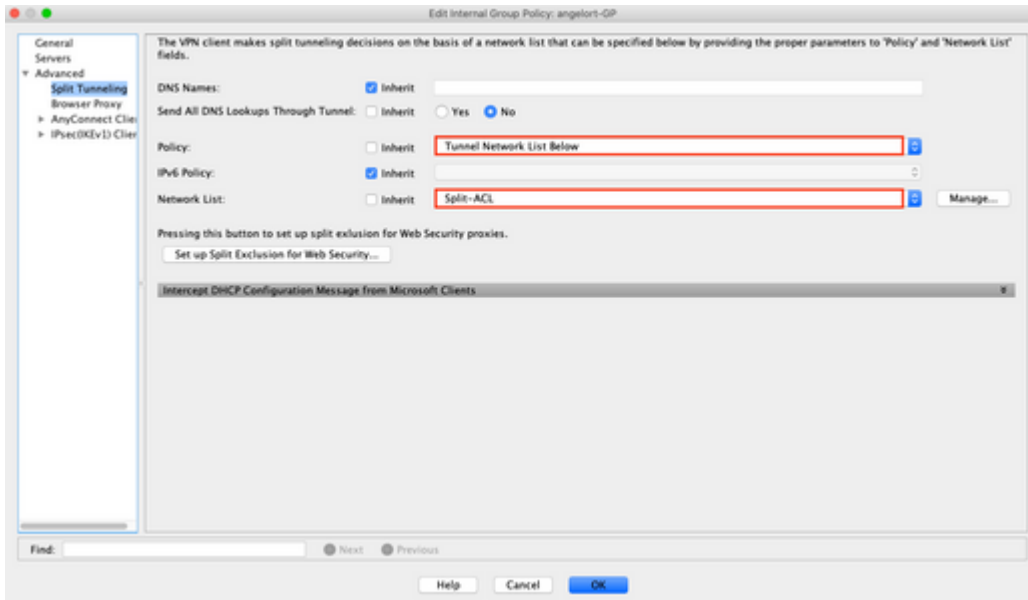 Edit Internal Group Policy: angelort-GP
General
Servers
Advanced
Split Tunneling
Browser Proxy
AnyConnect Clie
IPsec(IKEv1) Clier
The VPN client makes split tunneling decisions on the basis of a network list that can be specified below by providing the proper parameters to 'Policy' and 'Network List'
fields.
DNS Names: Inherit
Send All DNS Lookups Through Tunnel: Inherit Yes No
Policy: Inherit Tunnel Network List Below
IPv6 Policy: Inherit
Network List: Inherit Split-ACL Manage...
Pressing this button to set up split exlusion for Web Security proxies.
Set up Split Exclusion for Web Security...
Intercept DHCP Configuration Message from Microsoft Clients
Find: Next Previous
Help Cancel OK